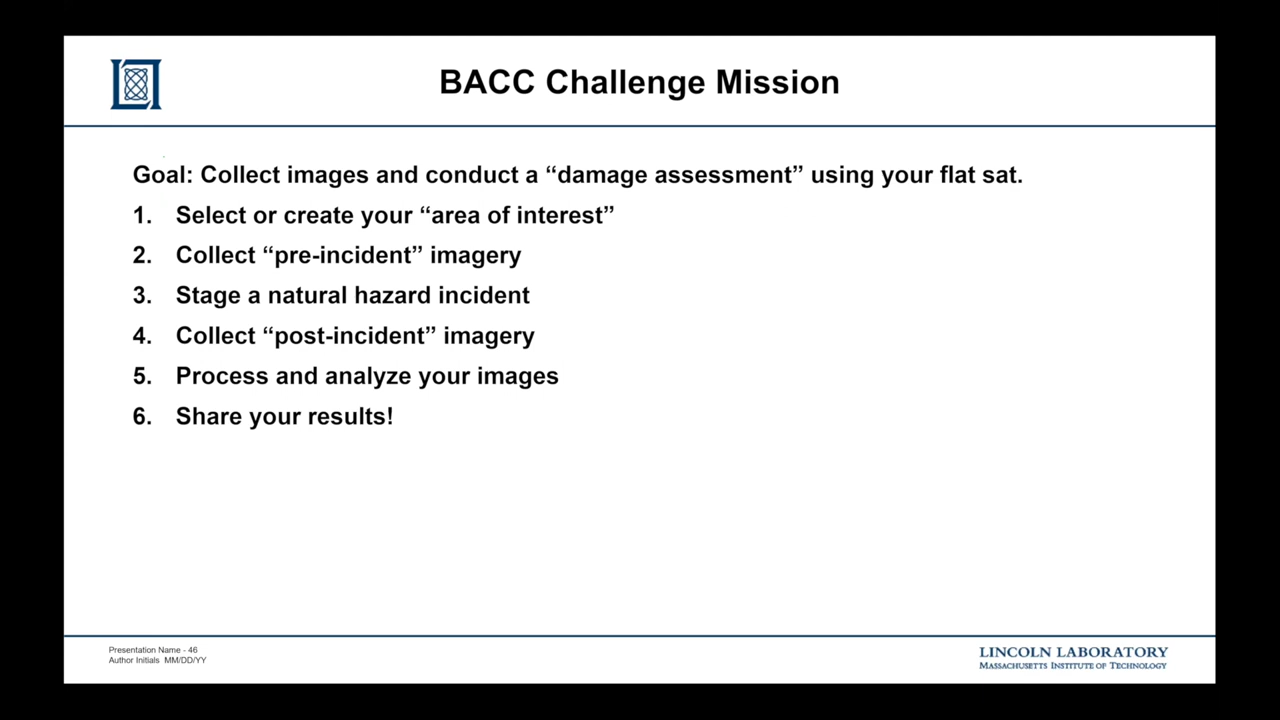 BACC Challenge Mission
Goal: Collect images and conduct a “damage assessment” using your flat sat.
1. Select or create your “area of interest”
2. Collect “pre-incident” imagery
3. Stage a natural hazard incident
4. Collect “post-incident” imagery
5. Process and analyze your images
6. Share your results!
Presentation Name - 46
Author Initials MM/DD/YY
LINCOLN LABORATORY
MASSACHUSETTS INSTITUTE OF TECHNOLOGY